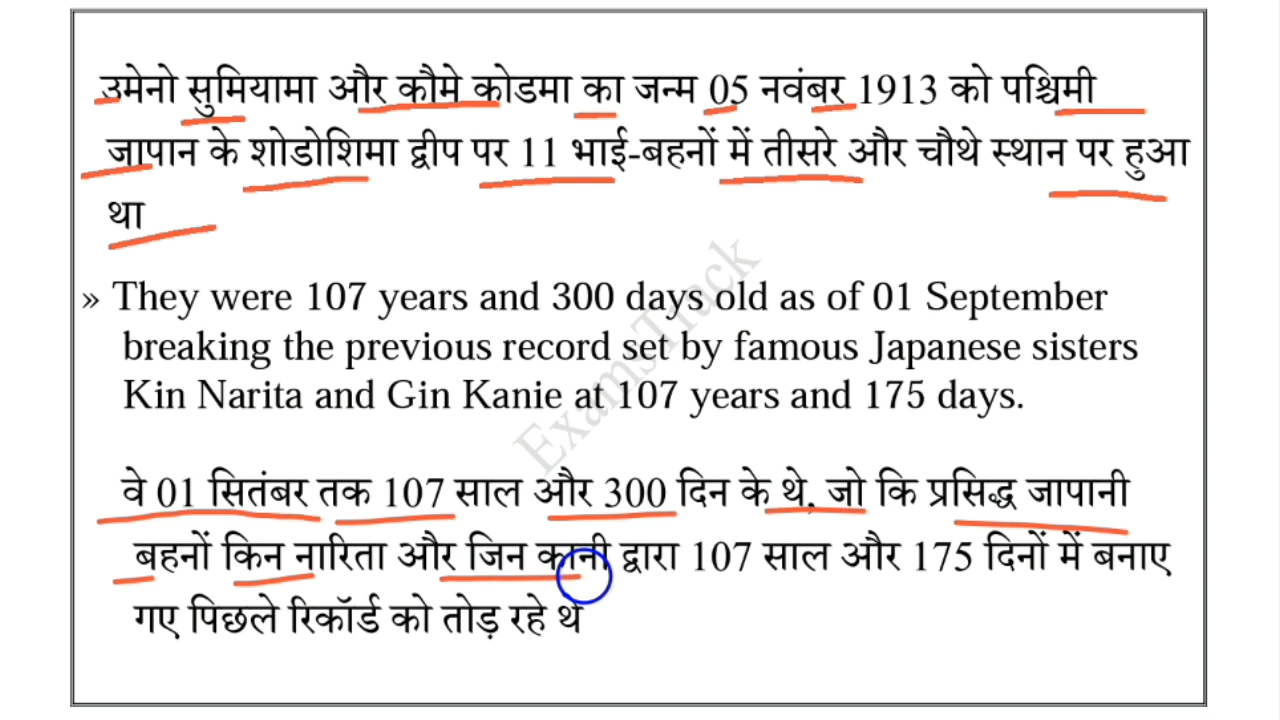 उमेनो सुमियामा और कौमे कोडमा का जन्म 05 नवंबर 1913 को पश्चिमी
जापान के शोडोशिमा द्वीप पर 11 भाई-बहनों में तीसरे और चौथे स्थान पर हुआ
था
» They were 107 years and 300 days old as of 01 September
breaking the previous record set by famous Japanese sisters
Kin Narita and Gin Kanie at 107 years and 175 days.
ExamsTrack
वे 01 सितंबर तक 107 साल और 300 दिन के थे, जो कि प्रसिद्ध जापानी
बहनों किन नारिता और जिन कानी द्वारा 107 साल और 175 दिनों में बनाए
गए पिछले रिकॉर्ड को तोड़ रहे थे